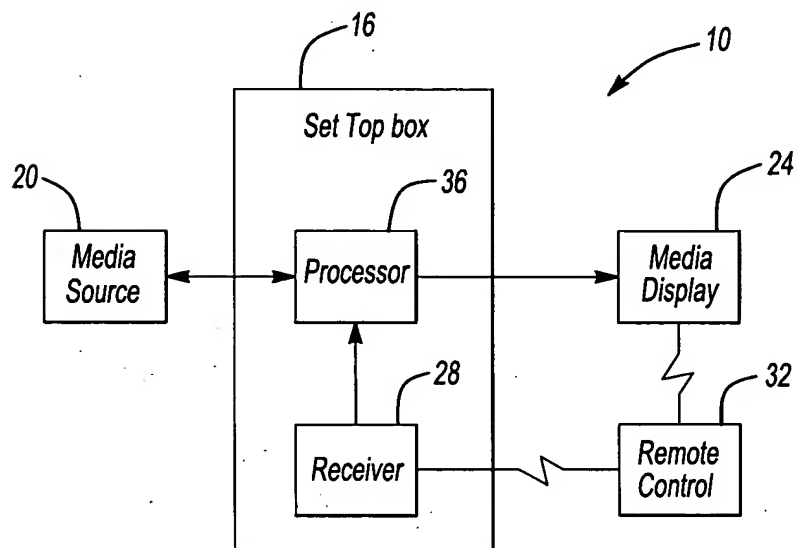 16
10
Set Top box
20
36
24
Media
Source
Processor
Media
Display
28
32
Receiver
Remote
Control